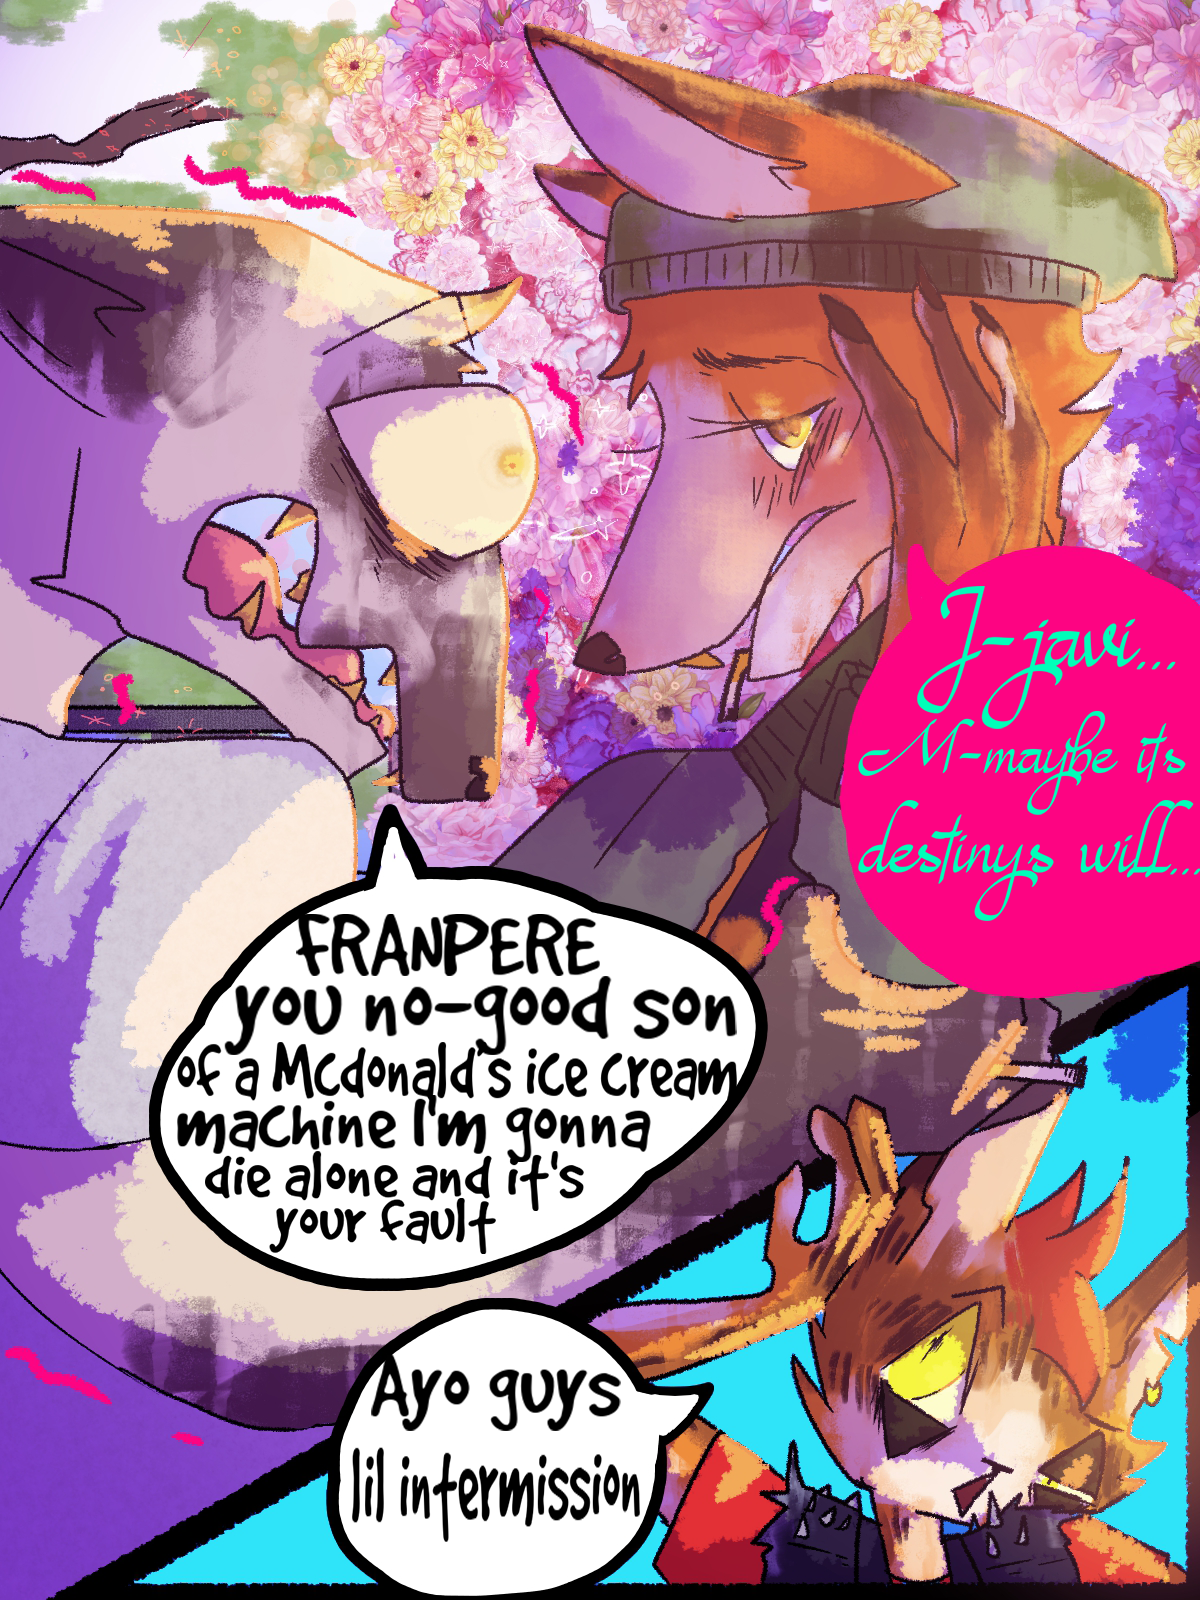 J-javi...
M-maybe its
destinys will...
FRANPERE
you no-good son
of a Mcdonald's ice cream
machine I'm gonna
die alone and it's
your fault
Ayo guys
lil intermission